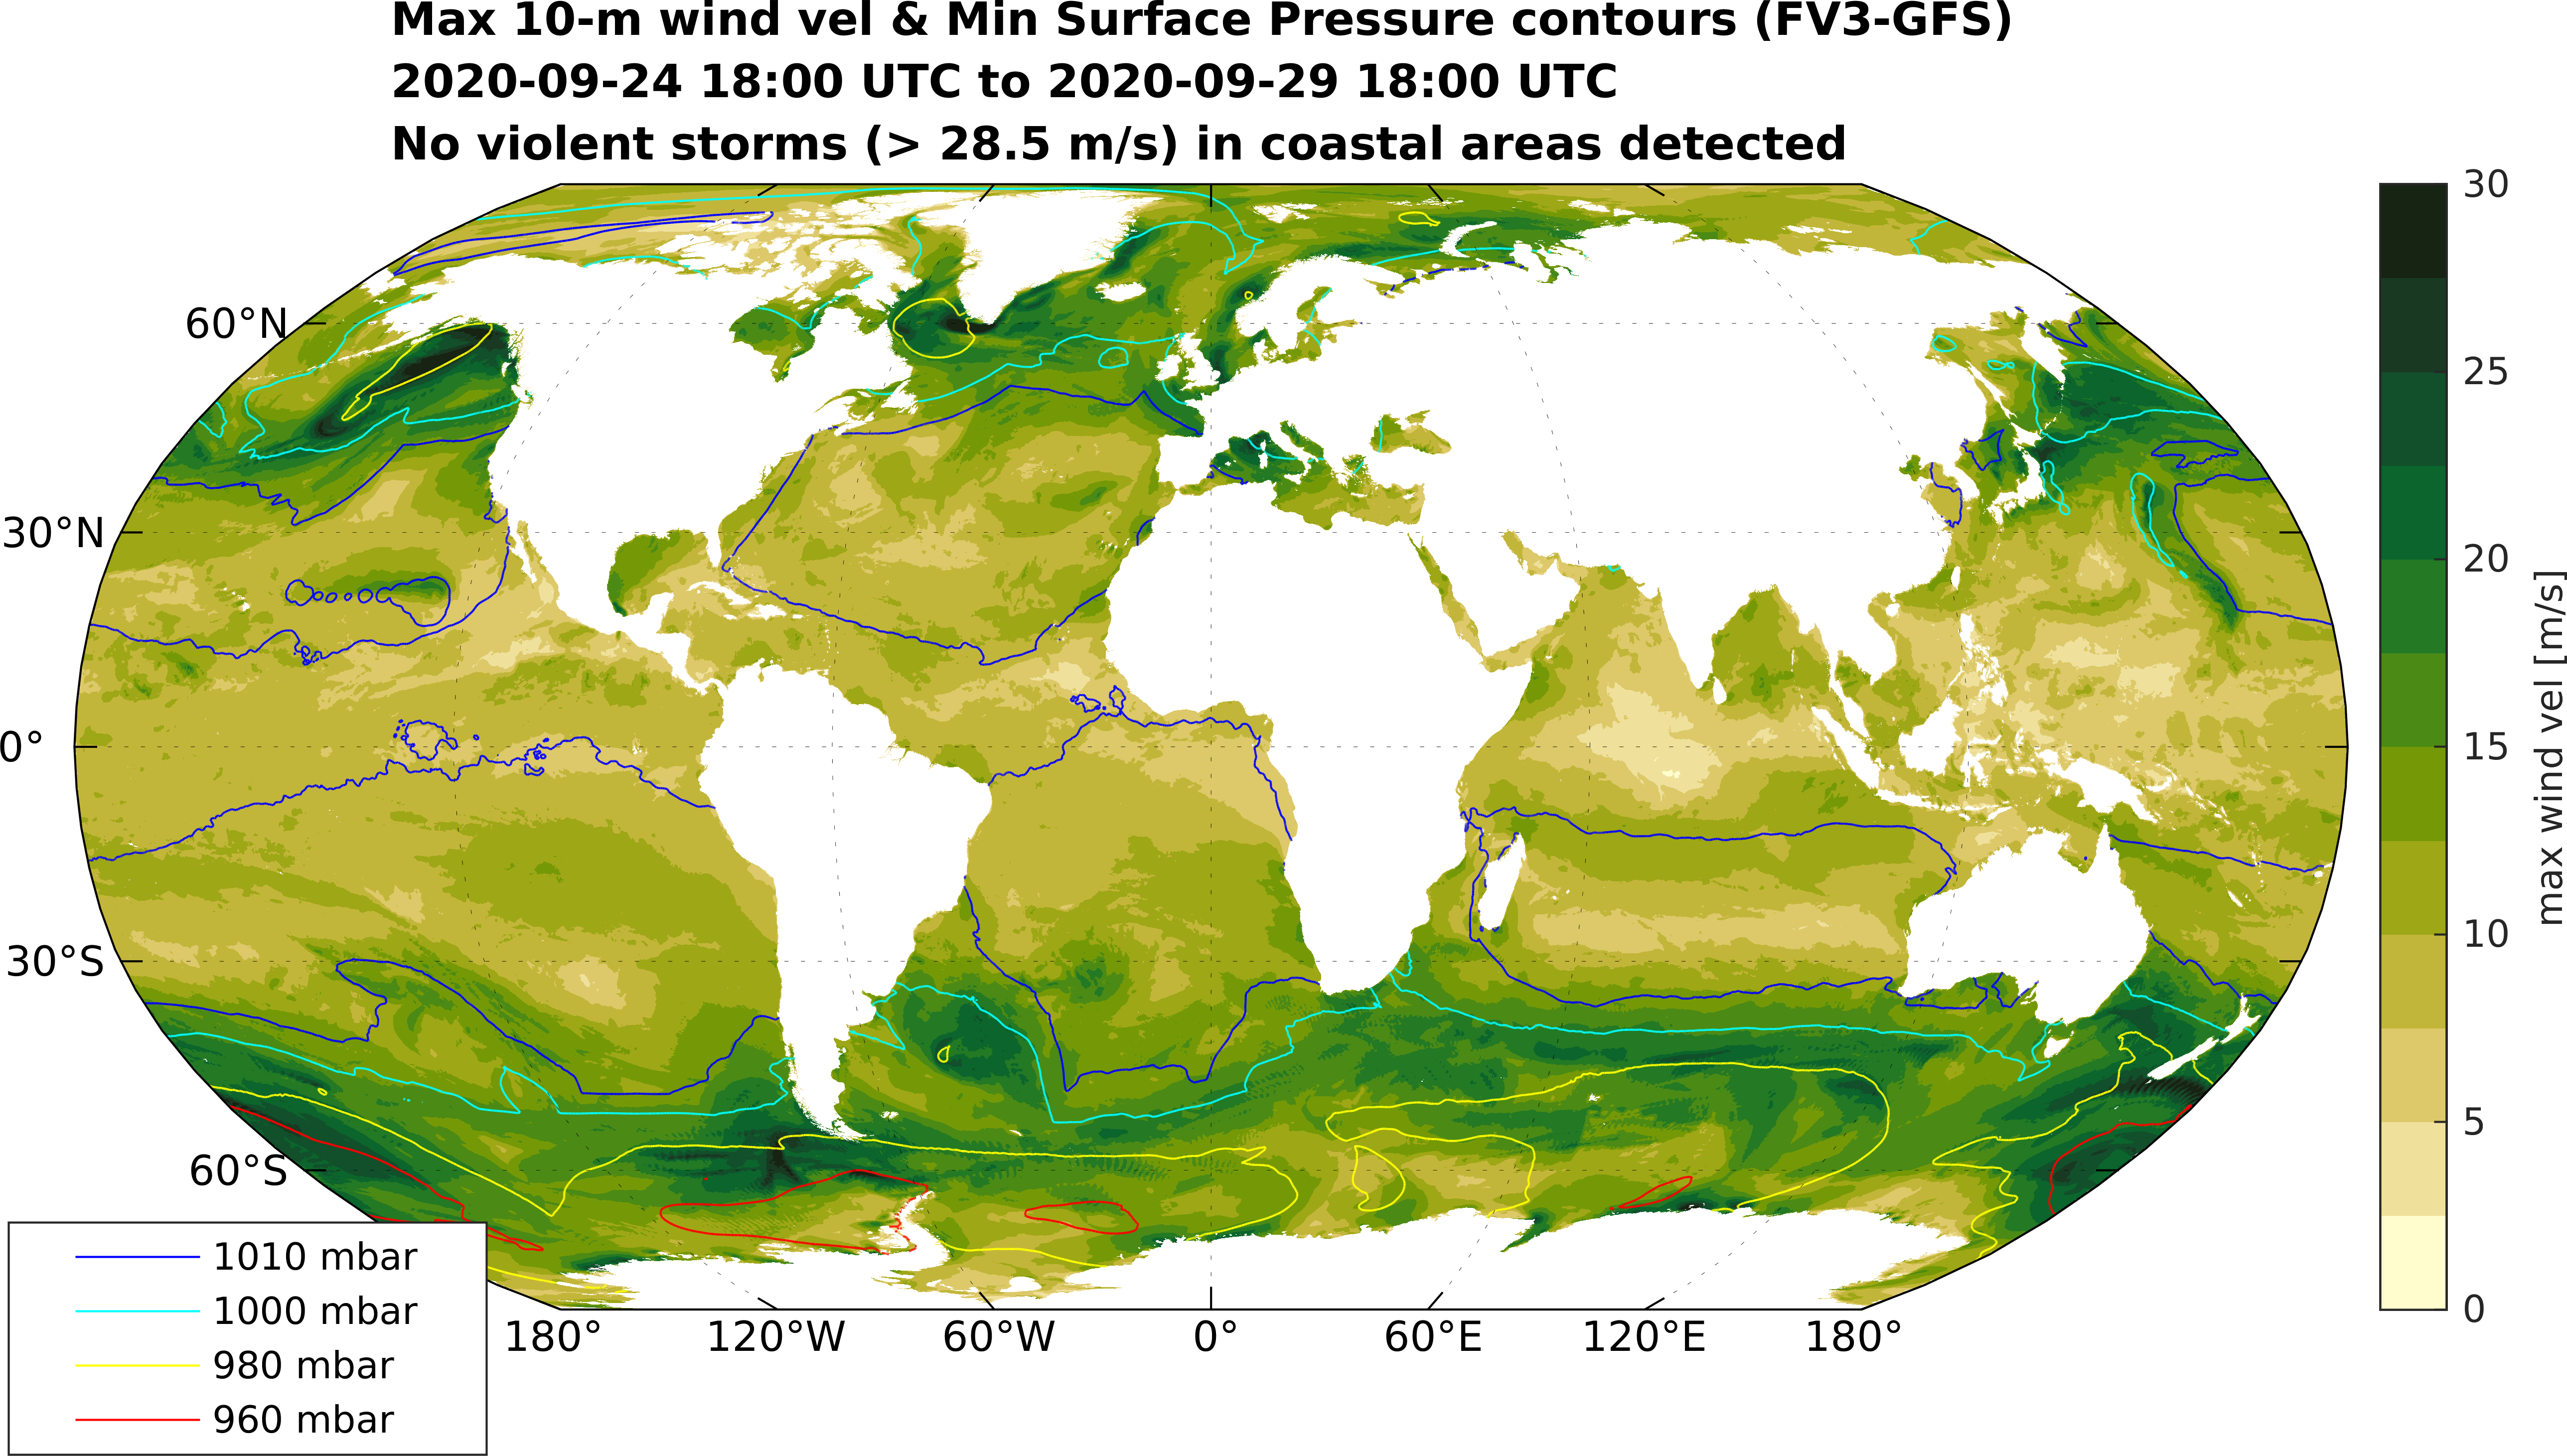 Max 10-m wind vel & Min Surface Pressure contours (FV3-GFS)
2020-09-24 18:00 UTC to 2020-09-29 18:00 UTC
No violent storms (> 28.5 m/s) in coastal areas detected
60°N
30°N
0°
30°S
60°S
180°
120°W
60°W
0°
60°E
120°E
180°
1010 mbar
1000 mbar
980 mbar
960 mbar
30
25
20
15
10
5
0
max wind vel [m/s]